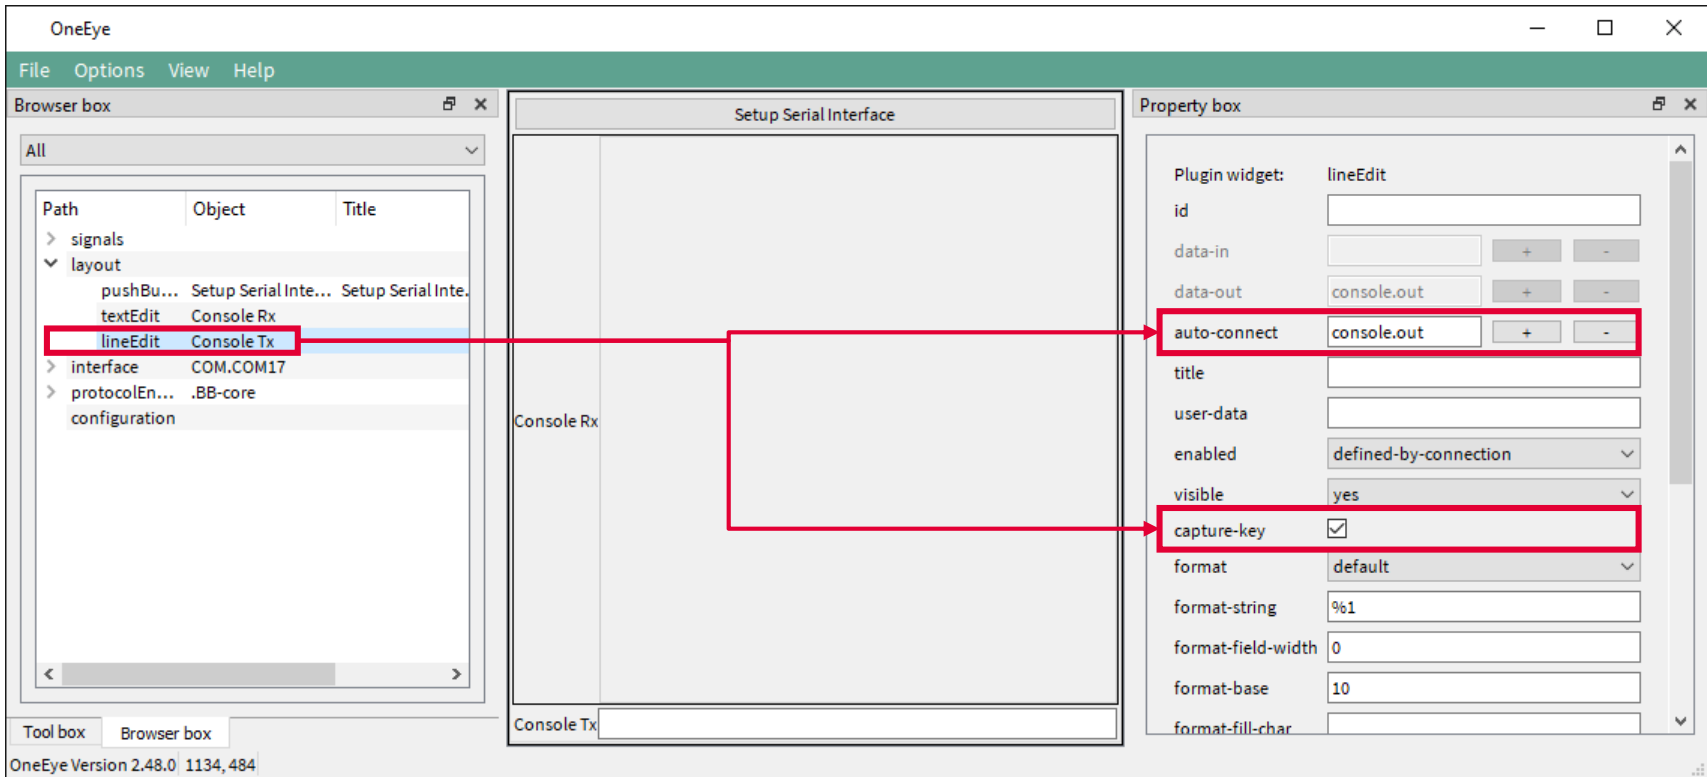 OneEye
File Options View Help
Browser box
All
Path Object Title
signals
layout
pushBu... Setup Serial Inte... Setup Serial Inte.
textEdit Console Rx
lineEdit Console Tx
interface COM.COM17
protocolEn... .BB-core
configuration
Tool box Browser box
OneEye Version 2.48.0 1134, 484
Setup Serial Interface
Console Rx
Console Tx
Property box
Plugin widget: lineEdit
id
data-in + -
data-out console.out + -
auto-connect console.out + -
title
user-data
enabled defined-by-connection
visible yes
capture-key
format default
format-string %1
format-field-width 0
format-base 10
format-fill-char